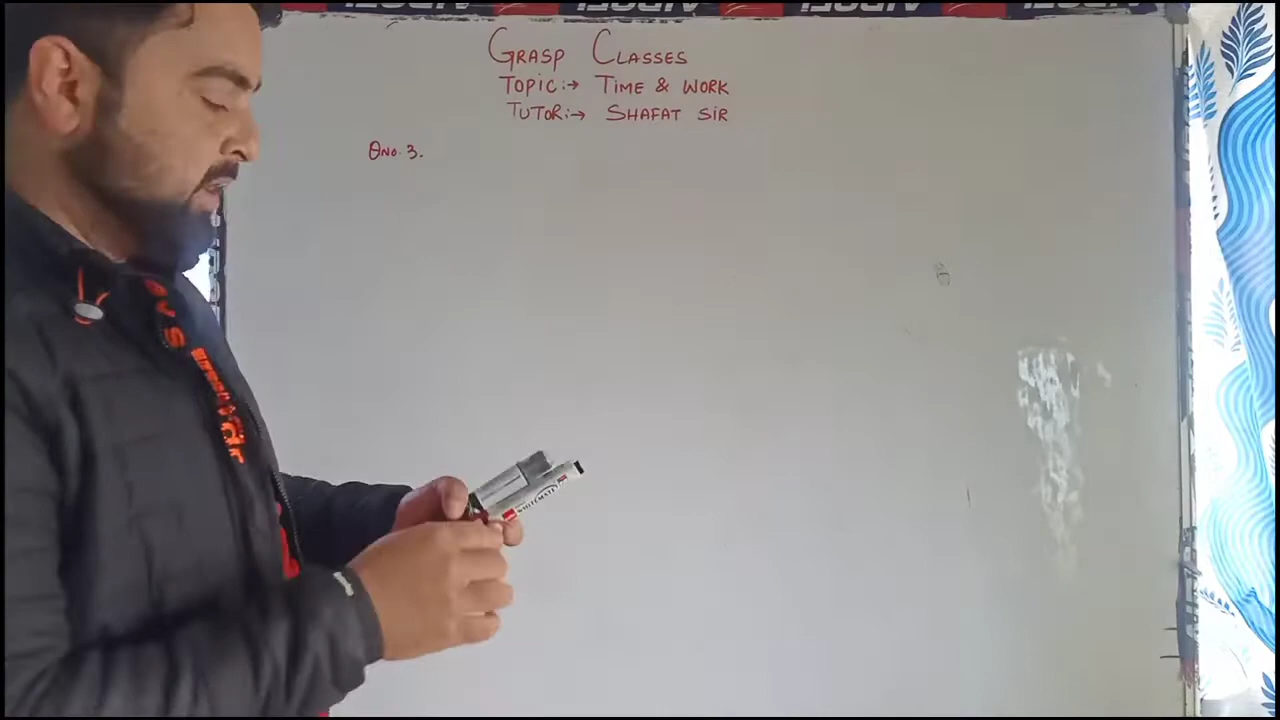 GRASP CLASSES
TOPIC:→ TIME & WORK
TUTOR:→ SHAFAT SIR
QNO. 3.